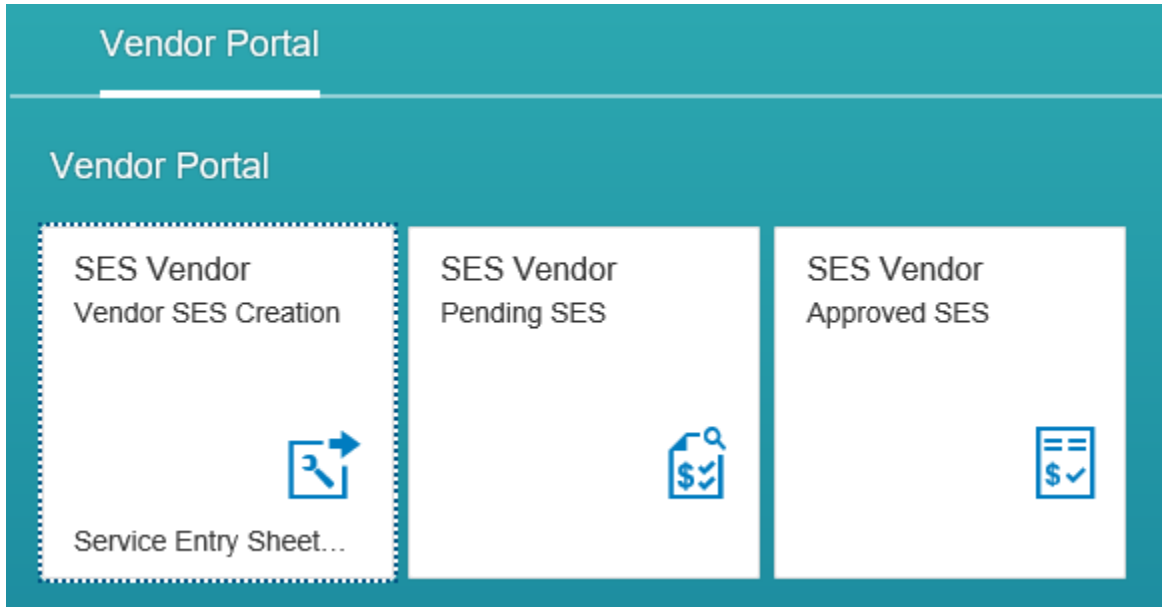 Vendor Portal
Vendor Portal
SES Vendor
Vendor SES Creation
Service Entry Sheet...
SES Vendor
Pending SES
$
SES Vendor
Approved SES
$